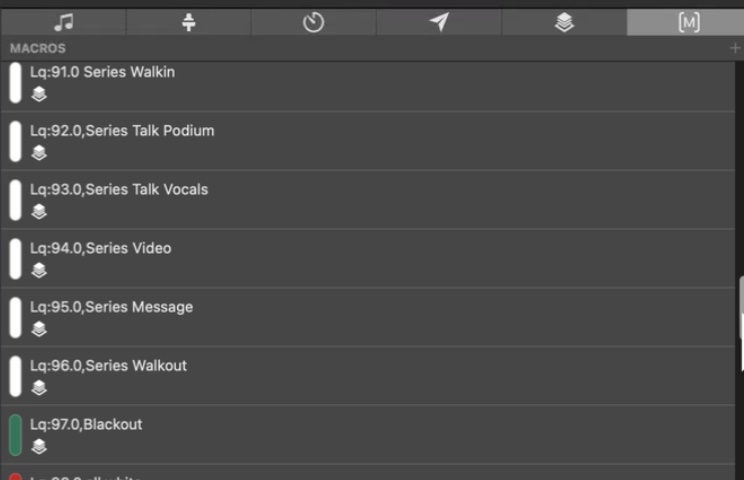 [M]
MACROS
Lq:91.0 Series Walkin
Lq:92.0,Series Talk Podium
Lq:93.0,Series Talk Vocals
Lq:94.0,Series Video
Lq:95.0,Series Message
Lq:96.0,Series Walkout
Lq:97.0,Blackout